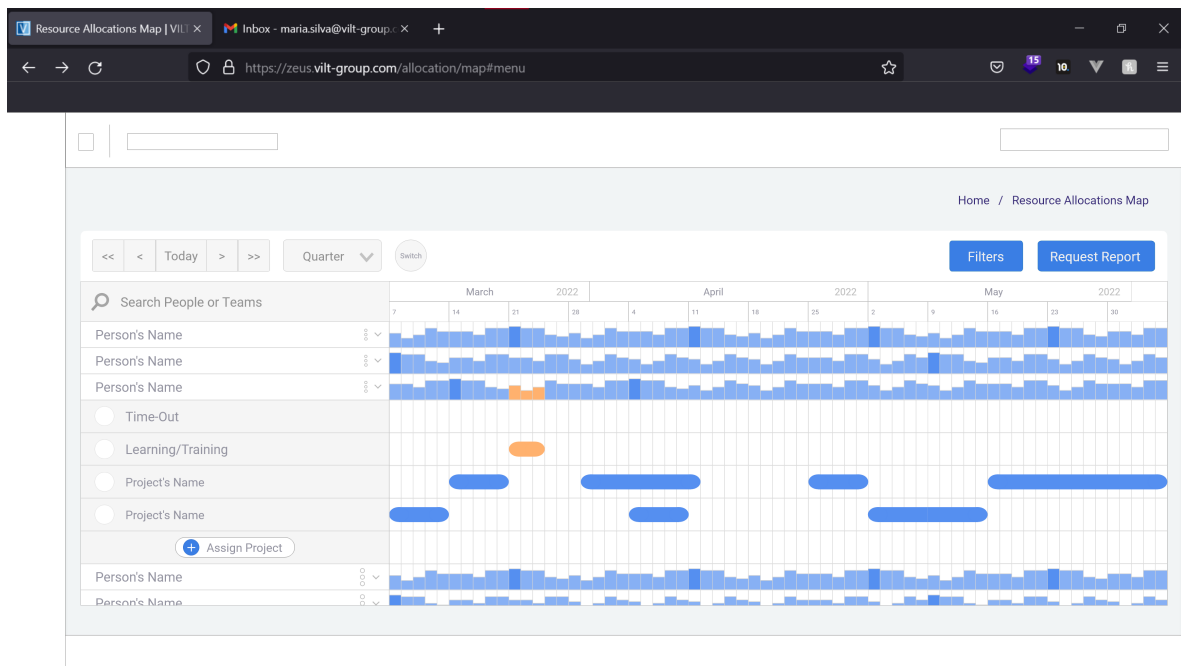 Resource Allocations Map | VILT
Inbox - maria.silva@vilt-group.c
https://zeus.vilt-group.com/allocation/map#menu
15
10.
Home / Resource Allocations Map
<< < Today > >> Quarter Switch Filters Request Report
Search People or Teams
March 2022 April 2022 May 2022
7 14 21 28 4 11 18 25 2 9 16 23 30
Person's Name
Person's Name
Person's Name
Time-Out
Learning/Training
Project's Name
Project's Name
Assign Project
Person's Name
Person's Name